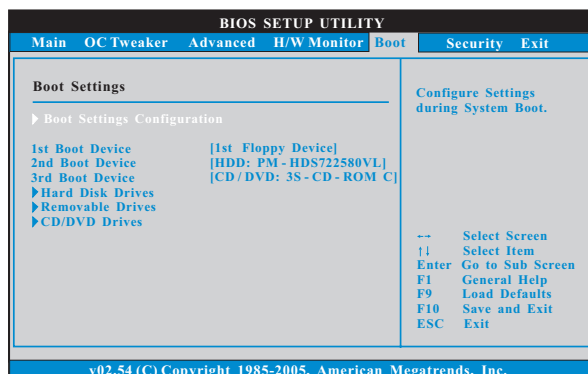 BIOS SETUP UTILITY
Main OC Tweaker Advanced H/W Monitor Boot Security Exit
Boot Settings
Boot Settings Configuration
1st Boot Device [1st Floppy Device]
2nd Boot Device [HDD: PM-HDS722580VL]
3rd Boot Device [CD/DVD: 3S-CD-ROM C]
Hard Disk Drives
Removable Drives
CD/DVD Drives
Configure Settings
during System Boot.
←→ Select Screen
↑↓ Select Item
Enter Go to Sub Screen
F1 General Help
F9 Load Defaults
F10 Save and Exit
ESC Exit
v02.54 (C) Copyright 1985-2005, American Megatrends, Inc.